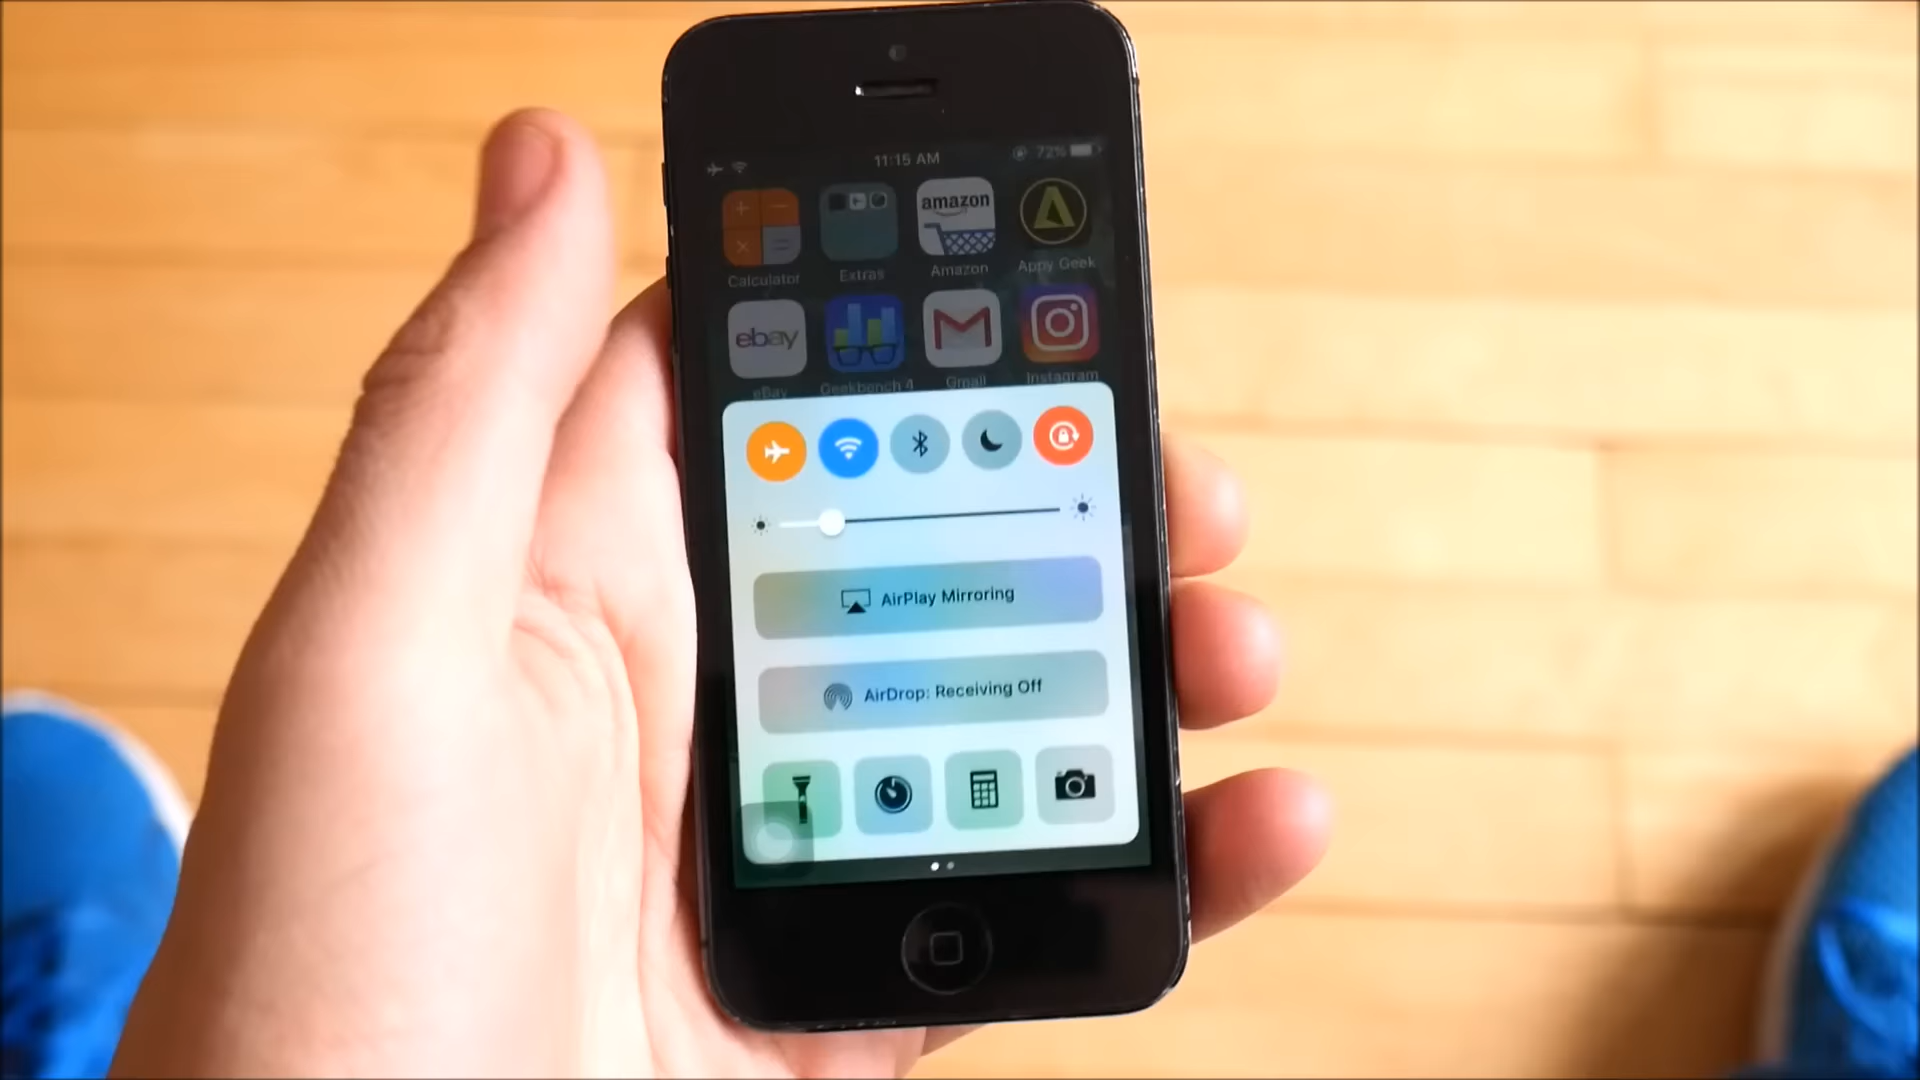 11:15 AM 72%
amazon
Calculator Extras Amazon Appy Geek
ebay
eBay Geekbench 4 Gmail Instagram
AirPlay Mirroring
AirDrop: Receiving Off